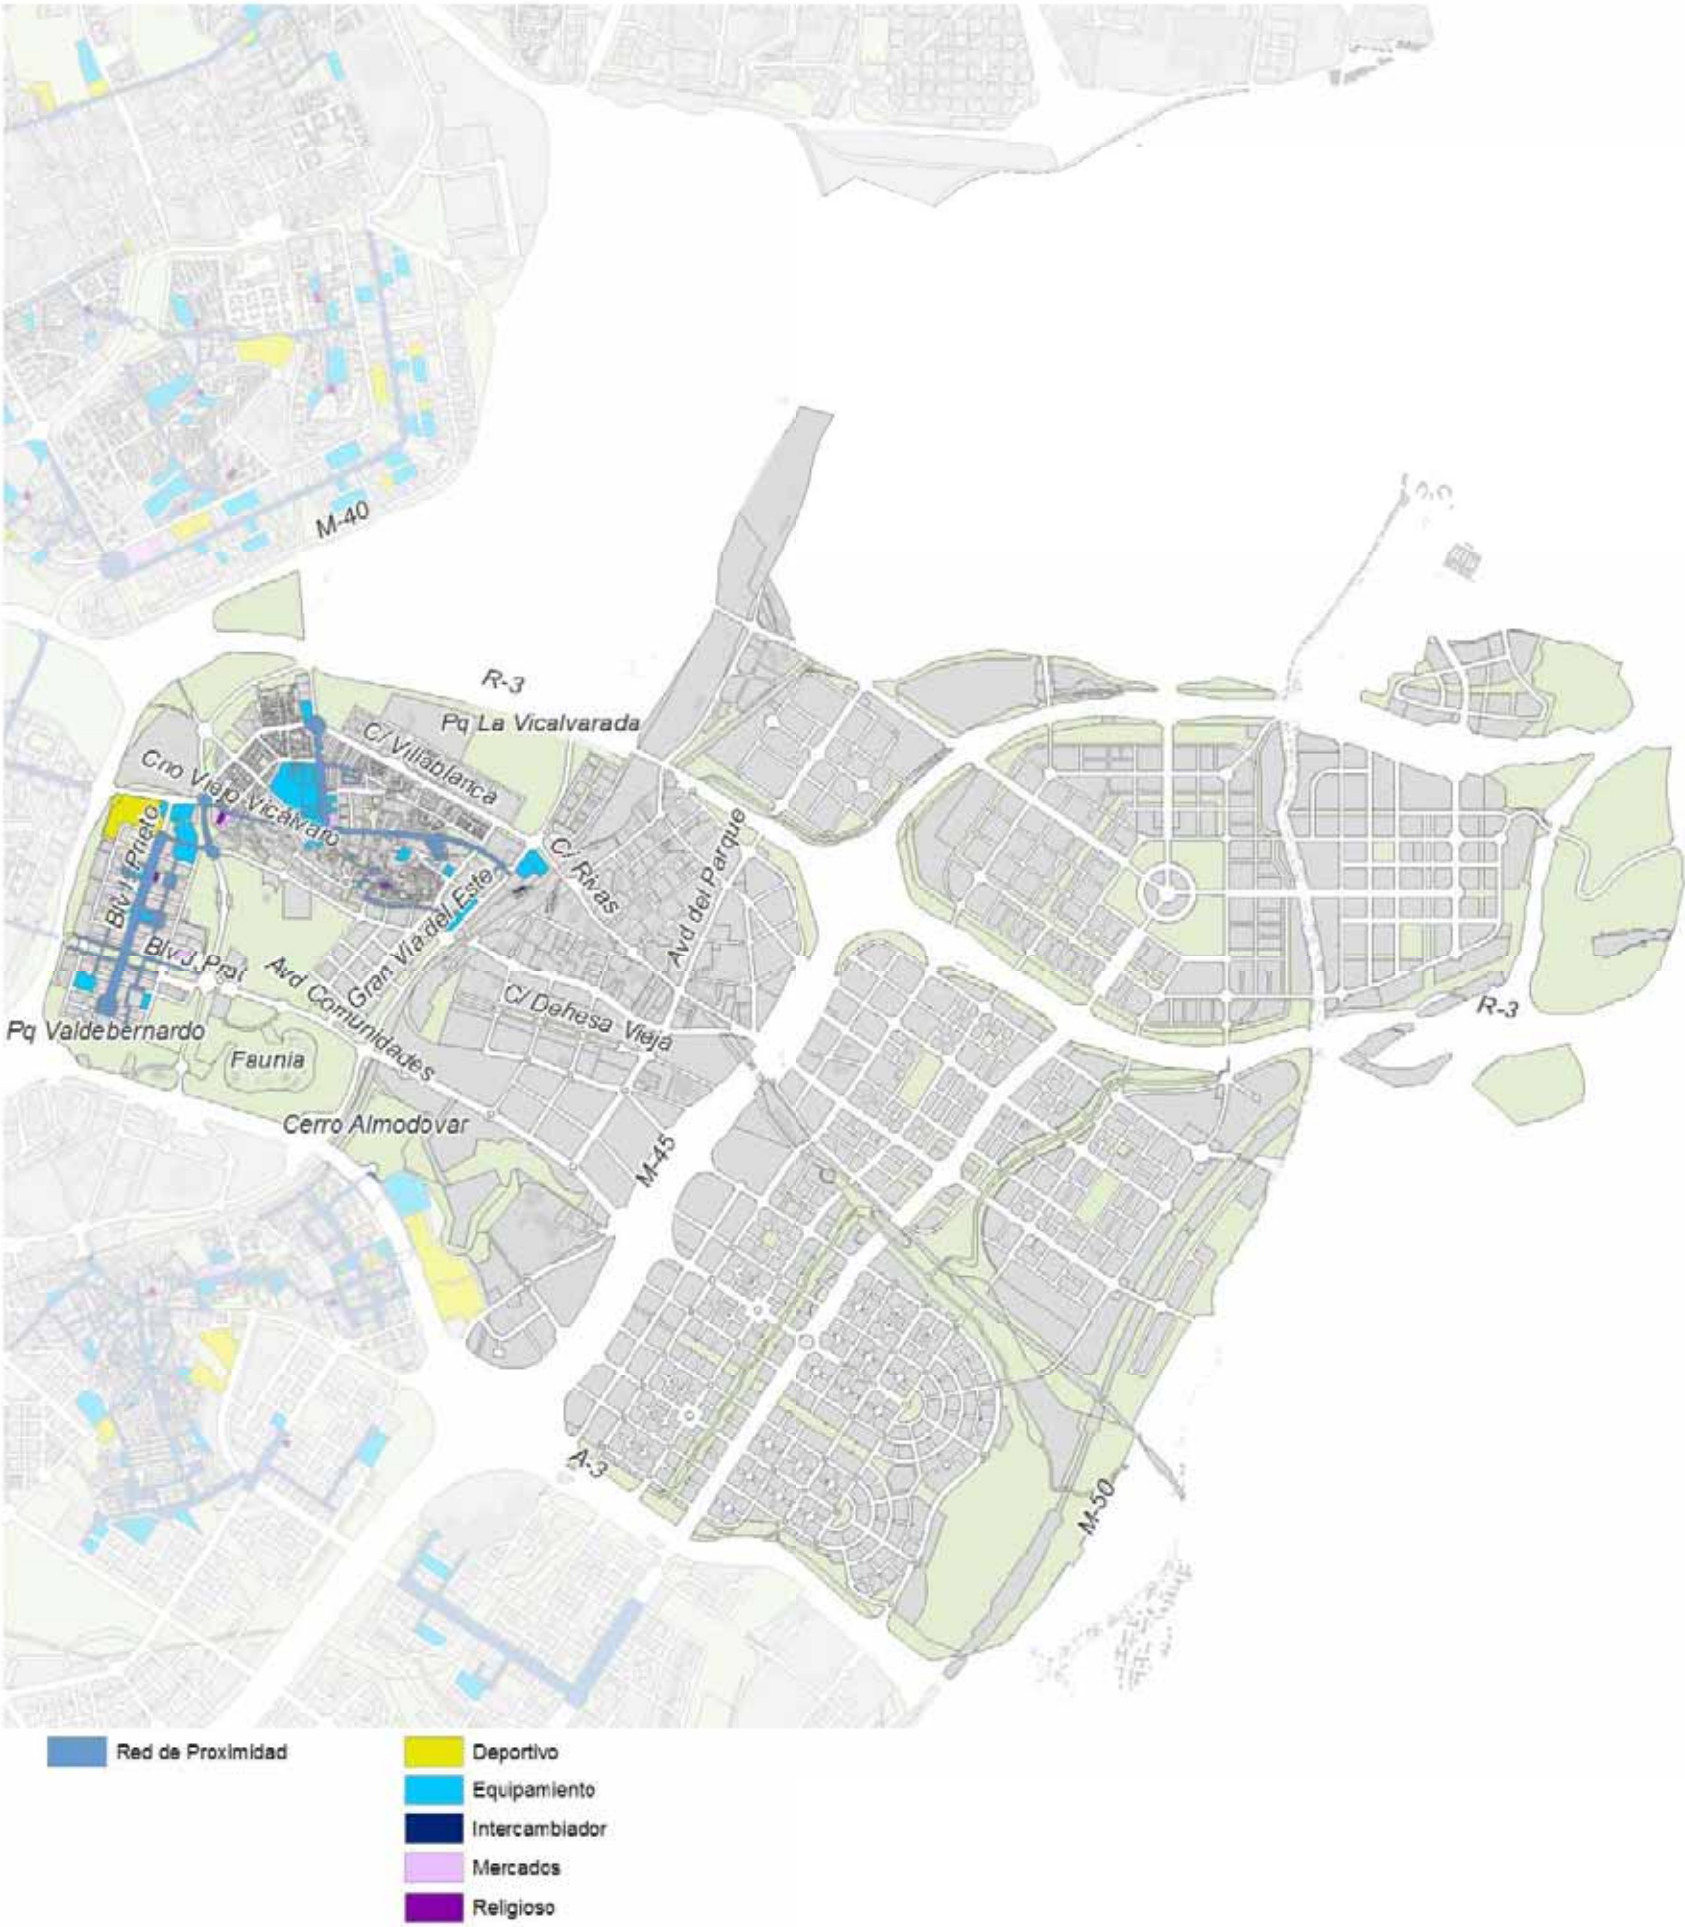 M-40
R-3
Pq La Vicalvarada
C/ Villablanca
Cno Viejo Vicalvaro
Blv I. Prieto
C/ Rivas
Avd del Parque
Gran Via del Este
Blv J. Prat
Avd Comunidades
C/ Dehesa Vieja
R-3
Pq Valdebernardo
Faunia
Cerro Almodovar
M-45
A-3
M-50
Red de Proximidad
Deportivo
Equipamiento
Intercambiador
Mercados
Religioso